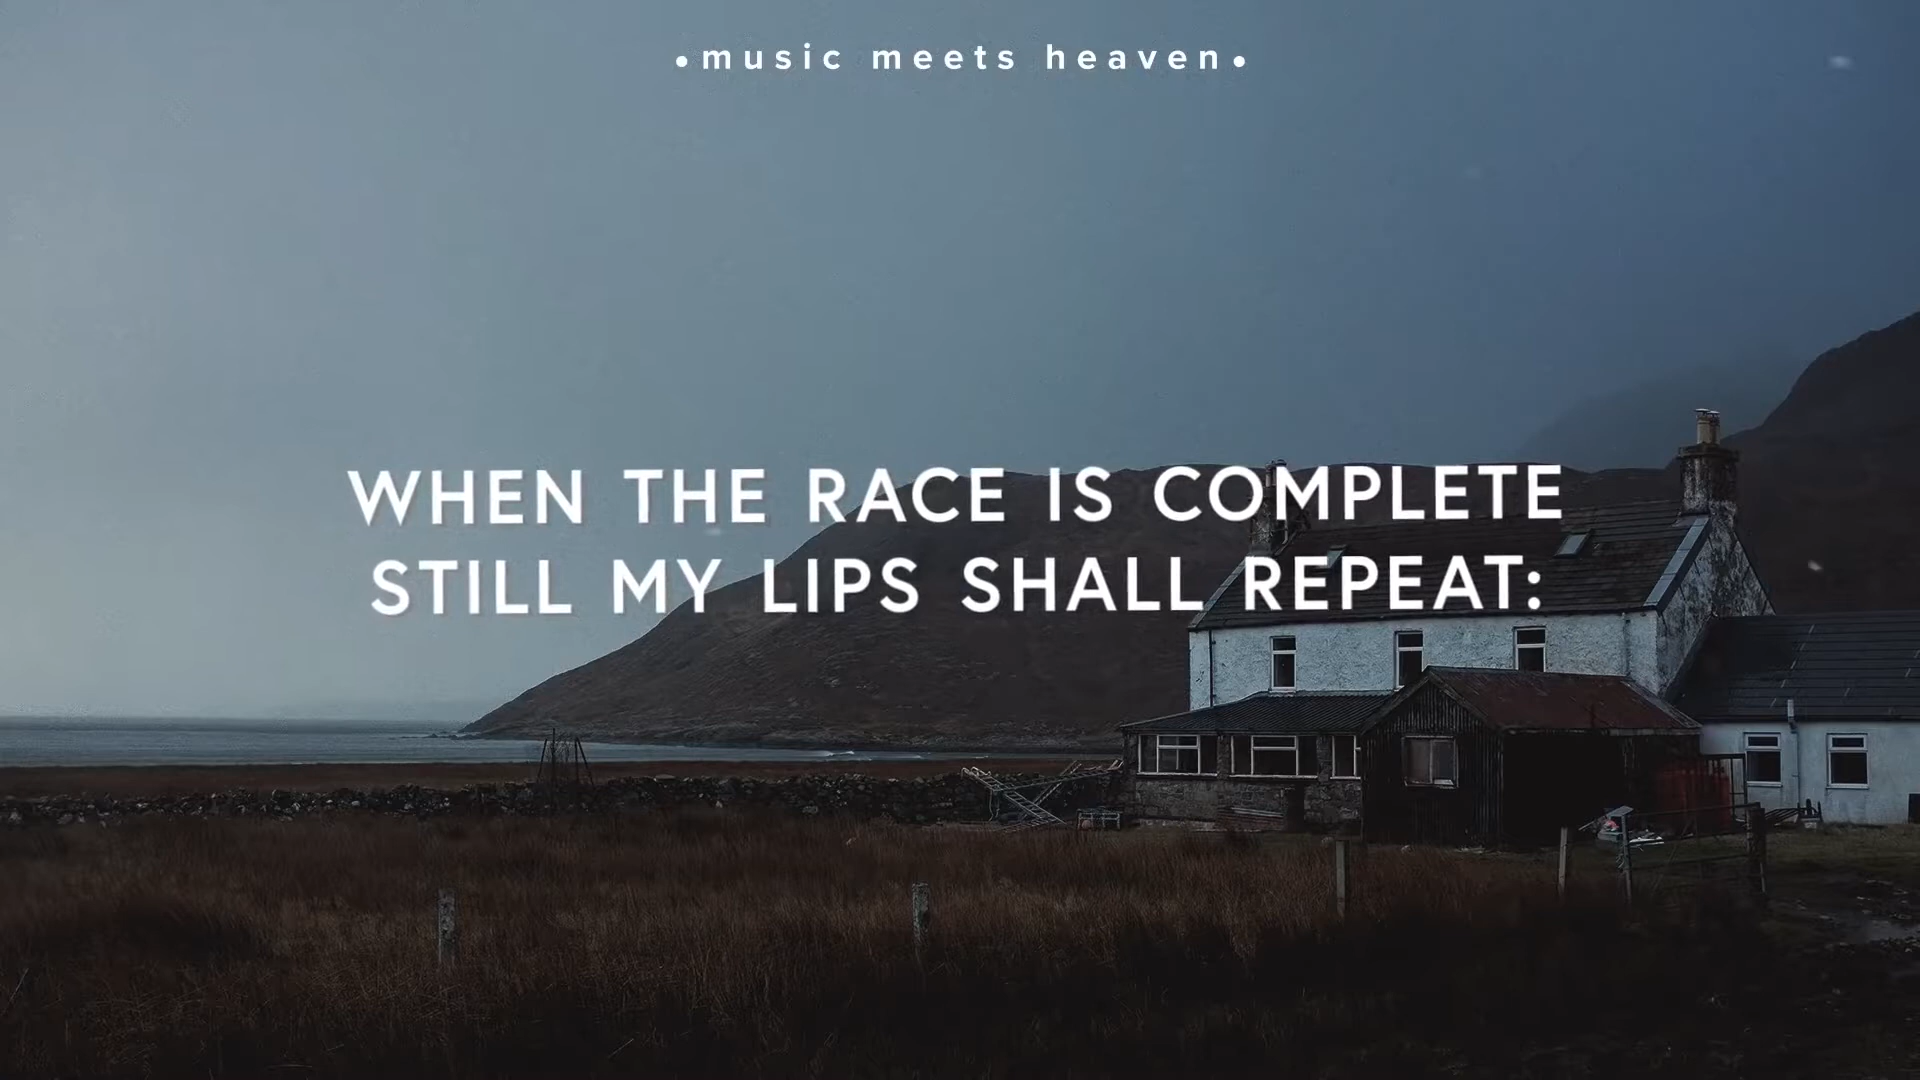 •music meets heaven•
WHEN THE RACE IS COMPLETE
STILL MY LIPS SHALL REPEAT: